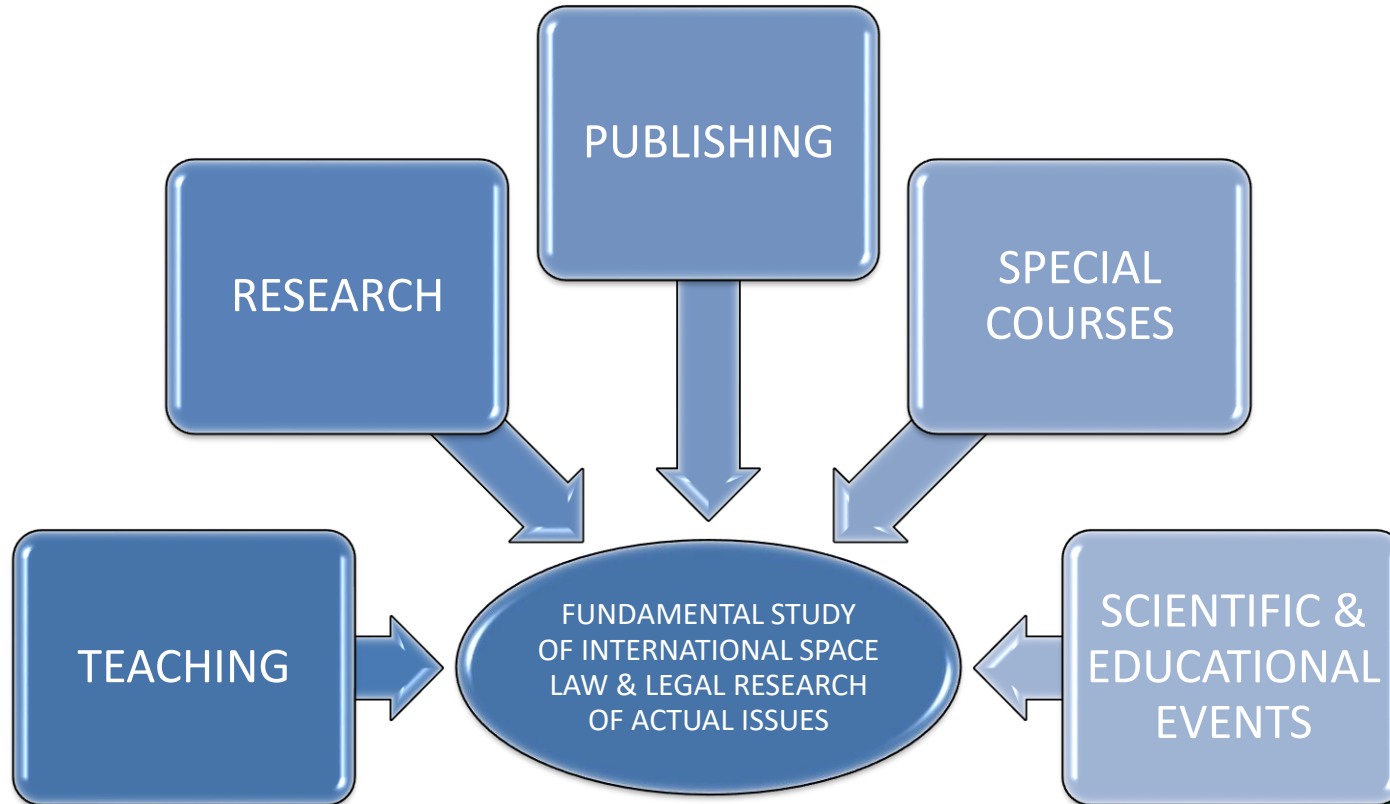 PUBLISHING
RESEARCH
SPECIAL
COURSES
TEACHING
FUNDAMENTAL STUDY
OF INTERNATIONAL SPACE
LAW & LEGAL RESEARCH
OF ACTUAL ISSUES
SCIENTIFIC &
EDUCATIONAL
EVENTS